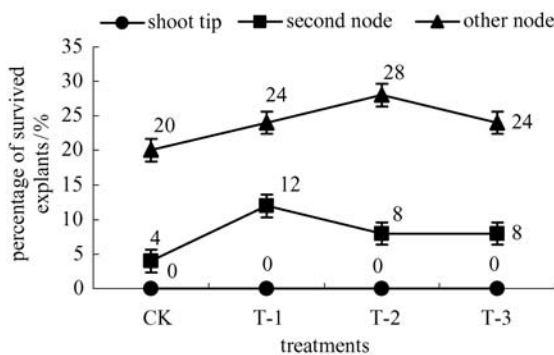 shoot tip second node other node
35
30
25
20
15
10
5
0
percentage of survived
explants/%
20 24 28 24
4 12 8 8
0 0 0 0
CK T-1 T-2 T-3
treatments